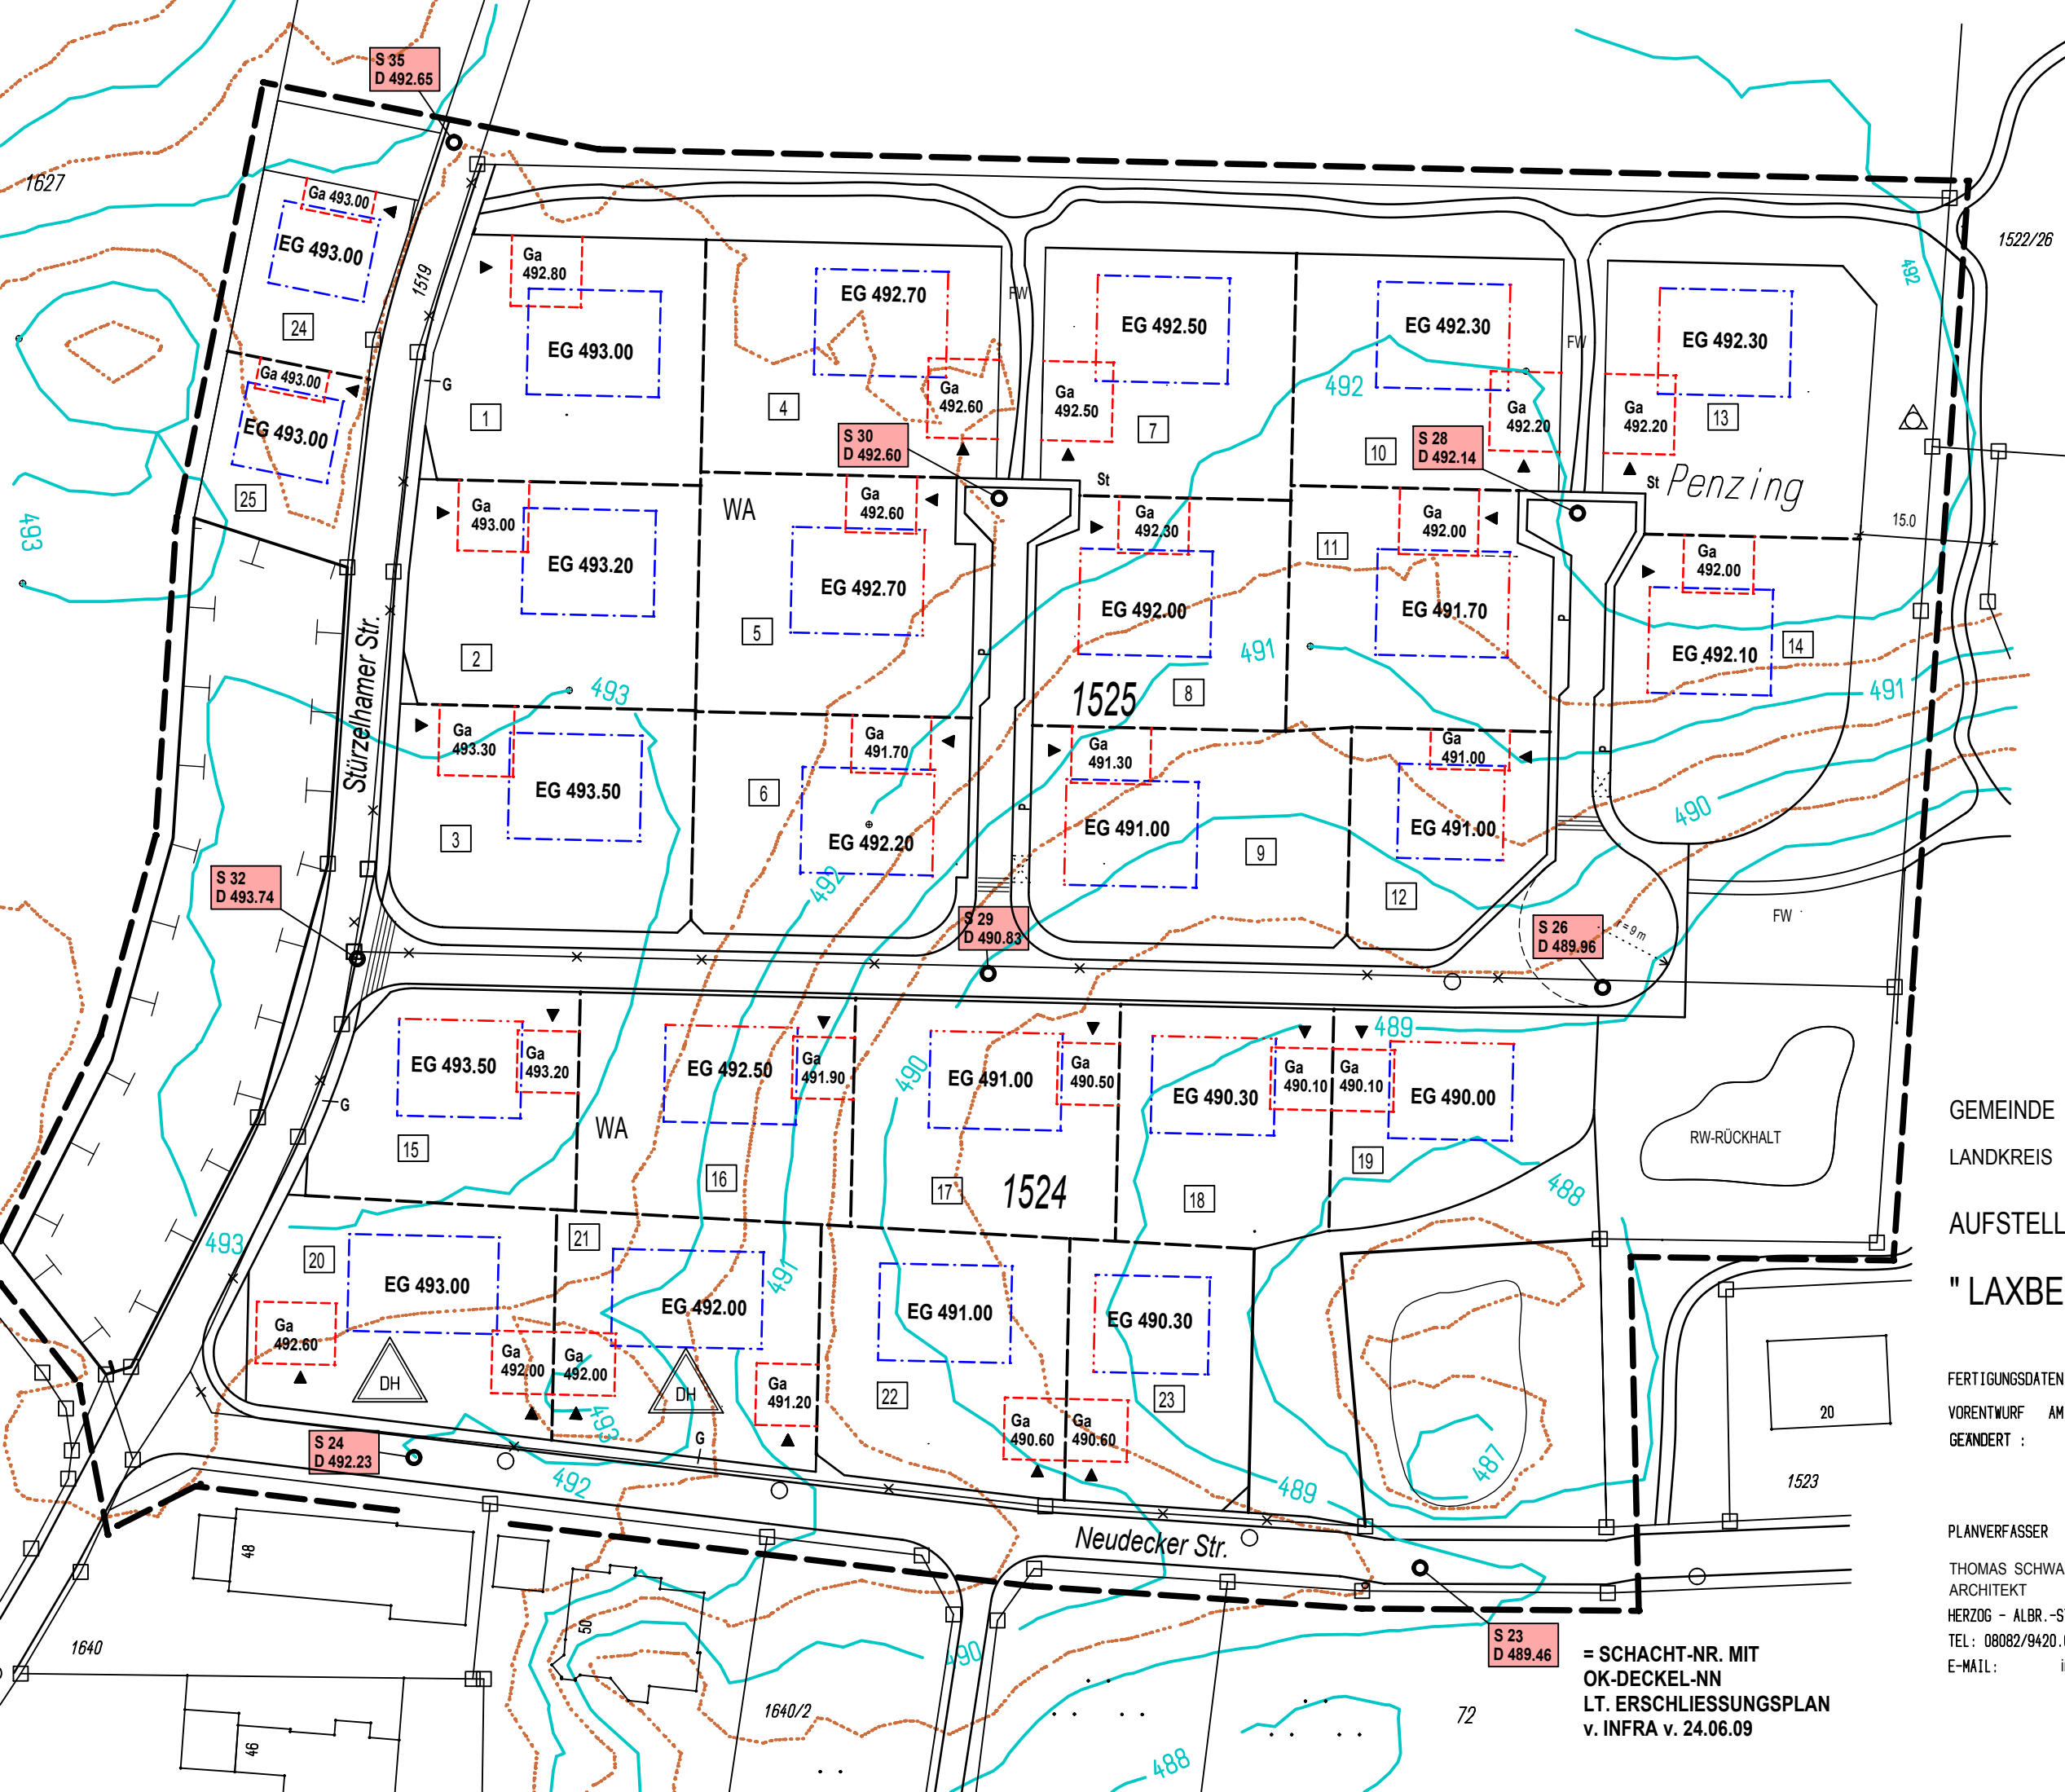 S 35
D 492.65
1627
Ga 493.00
EG 493.00
24
Ga 493.00
EG 493.00
25
493
1519
G
Ga
492.80
EG 493.00
1
EG 492.70
4
Ga
492.60
FW
S 30
D 492.60
Ga
492.50
EG 492.50
7
St
EG 492.30
492
10
Ga
492.20
FW
S 28
D 492.14
EG 492.30
Ga
492.20
13
St
Penzing
15.0
492
1522/26
Ga
493.00
EG 493.20
2
WA
Ga
492.60
EG 492.70
5
P
Ga
492.30
EG 492.00
8
1525
491
11
Ga
492.00
EG 491.70
P
Ga
492.00
EG 492.10
14
491
Stürzelhamer Str.
493
Ga
493.30
EG 493.50
3
Ga
491.70
6
EG 492.20
492
P
Ga
491.30
EG 491.00
9
Ga
491.00
EG 491.00
12
P
490
S 32
D 493.74
S 29
D 490.83
S 26
D 489.96
r=9m
FW
EG 493.50
Ga
493.20
15
G
WA
EG 492.50
Ga
491.90
16
490
EG 491.00
Ga
490.50
17
1524
EG 490.30
Ga
490.10
18
Ga
490.10
EG 490.00
489
19
488
RW-RÜCKHALT
GEMEINDE
LANDKREIS
AUFSTELL
" LAXBE
493
20
EG 493.00
Ga
492.60
DH
Ga
492.00
21
EG 492.00
Ga
492.00
DH
493
491
Ga
491.20
EG 491.00
22
Ga
490.60
EG 490.30
23
Ga
490.60
489
487
20
1523
FERTIGUNGSDATEN
VORENTWURF AM
GEÄNDERT :
S 24
D 492.23
492
G
Neudecker Str.
48
50
46
1640
1640/2
490
488
72
S 23
D 489.46
= SCHACHT-NR. MIT
OK-DECKEL-NN
LT. ERSCHLIESSUNGSPLAN
v. INFRA v. 24.06.09
PLANVERFASSER
THOMAS SCHWA
ARCHITEKT
HERZOG - ALBR.-S
TEL: 08082/9420.
E-MAIL: